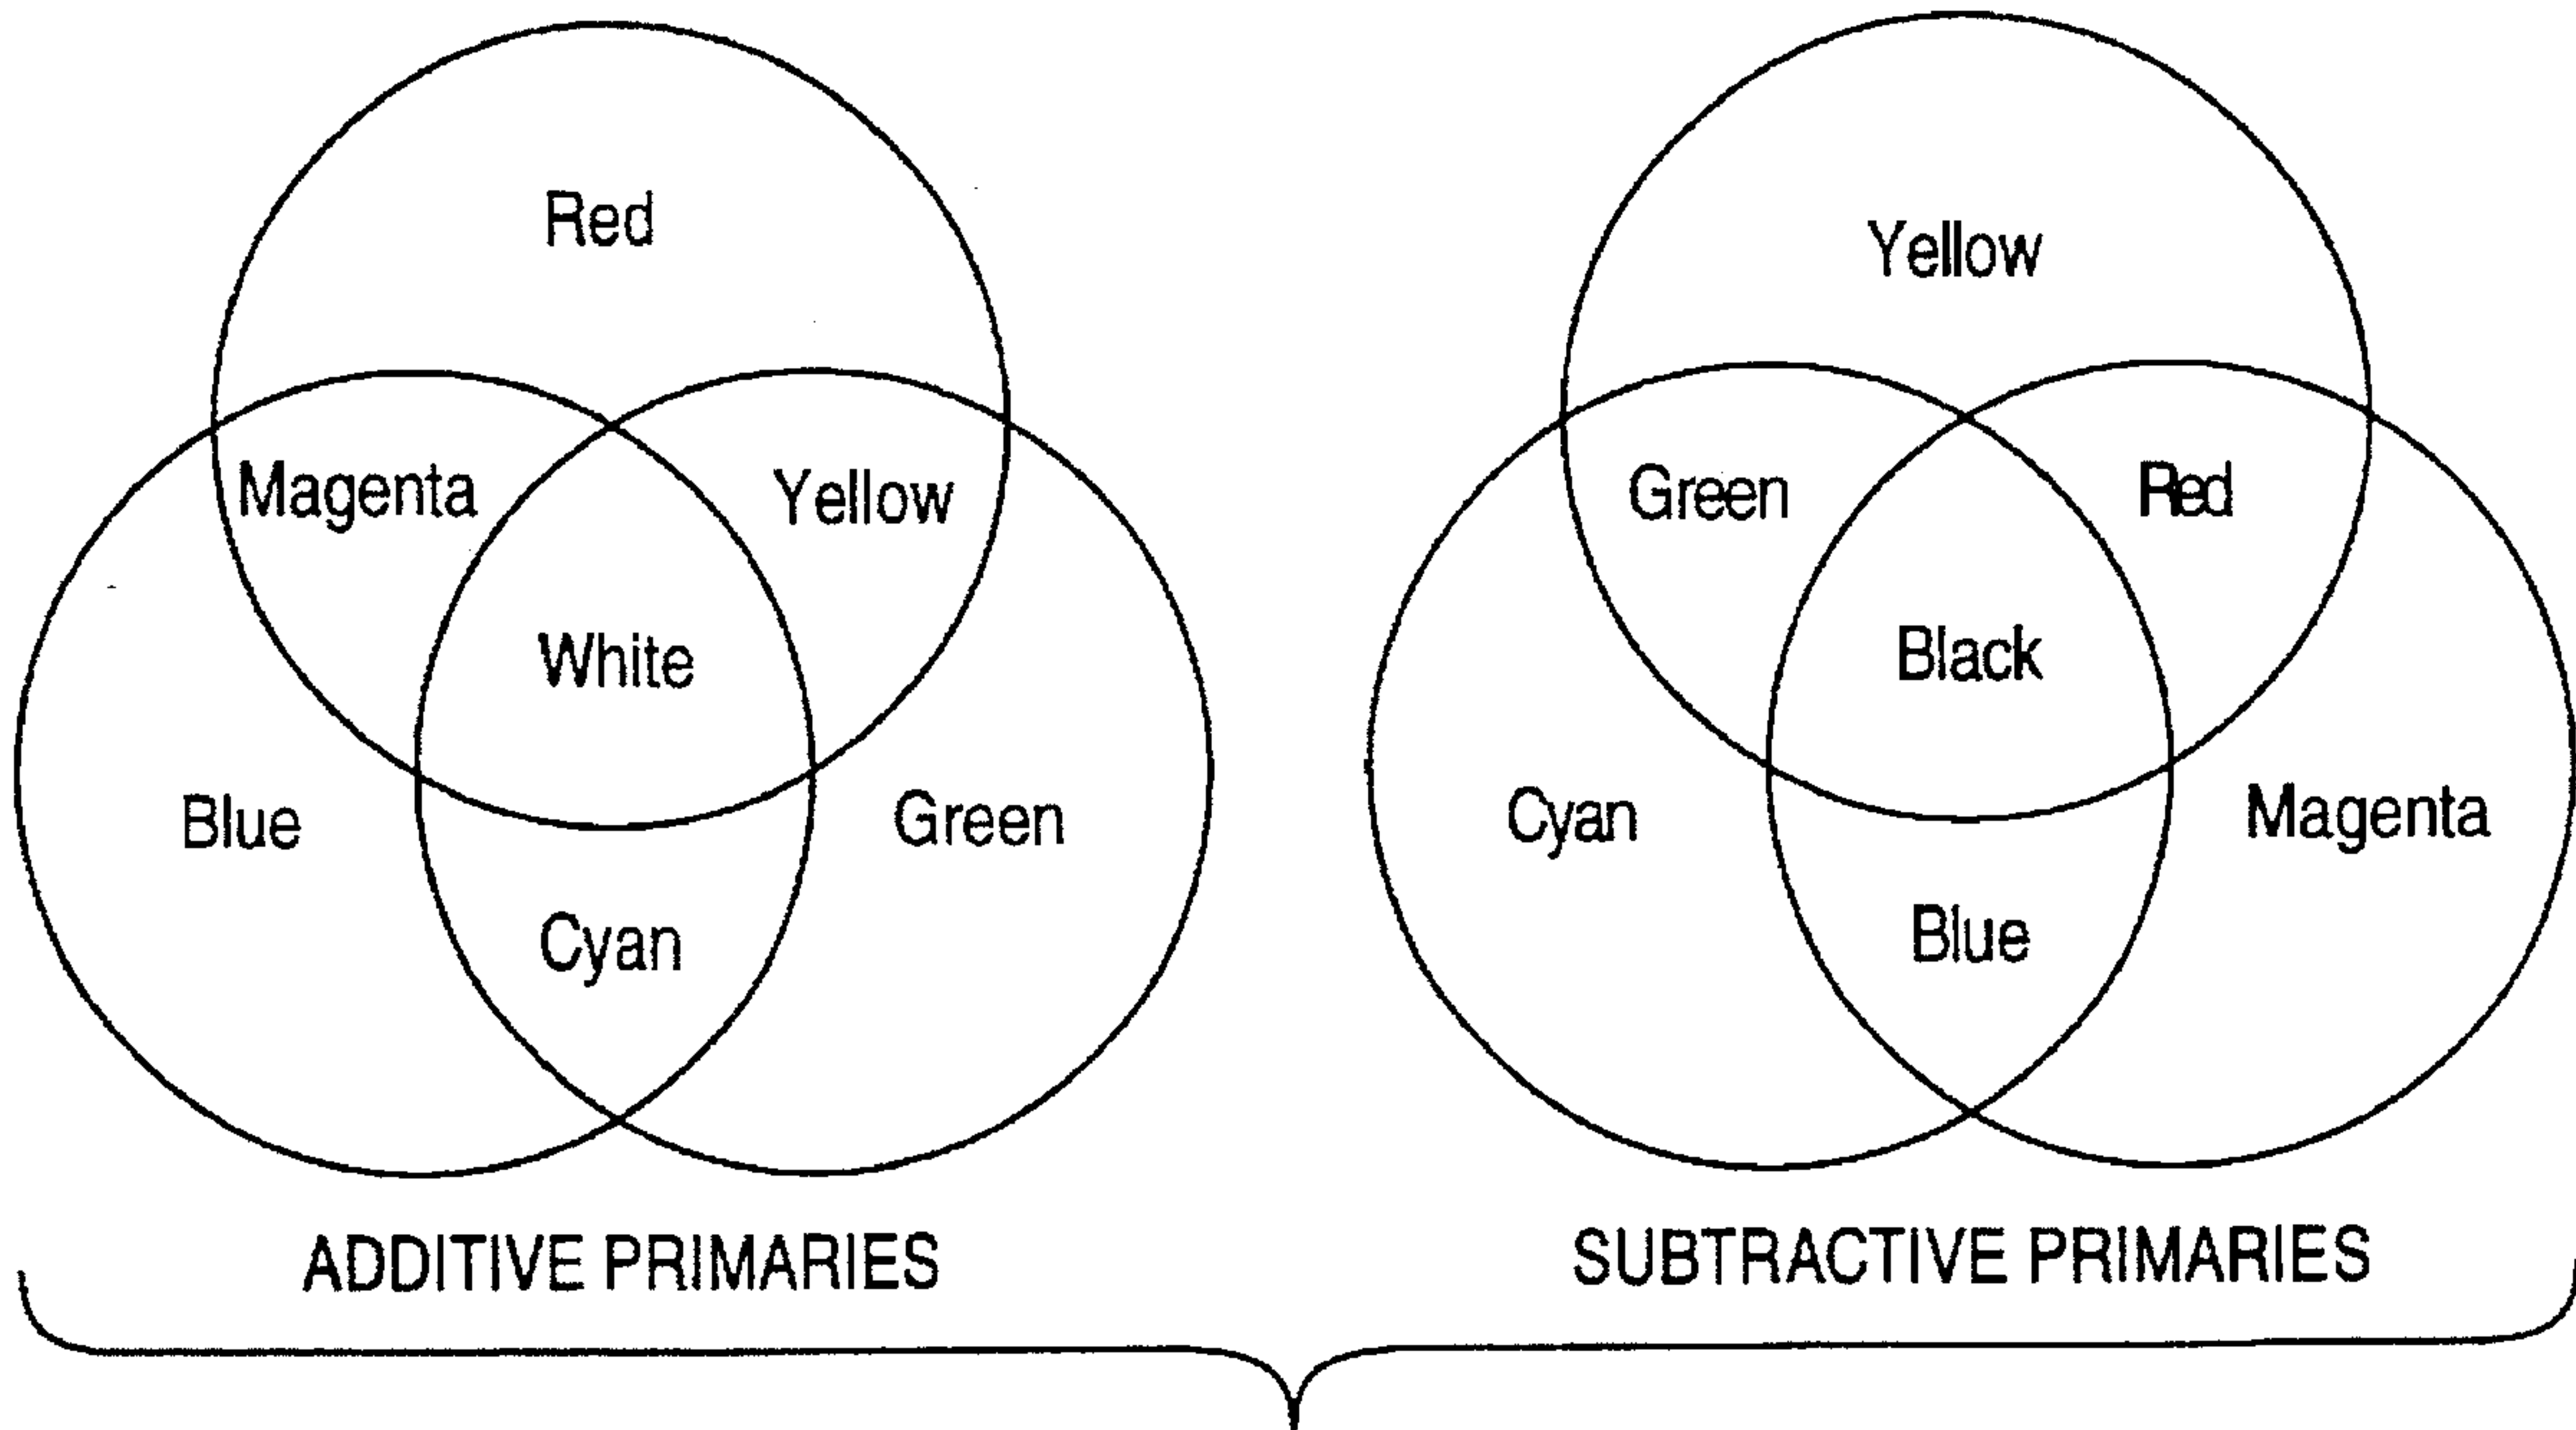 Red
Magenta
Yellow
White
Blue
Green
Cyan
ADDITIVE PRIMARIES
Yellow
Green
Red
Black
Cyan
Magenta
Blue
SUBTRACTIVE PRIMARIES